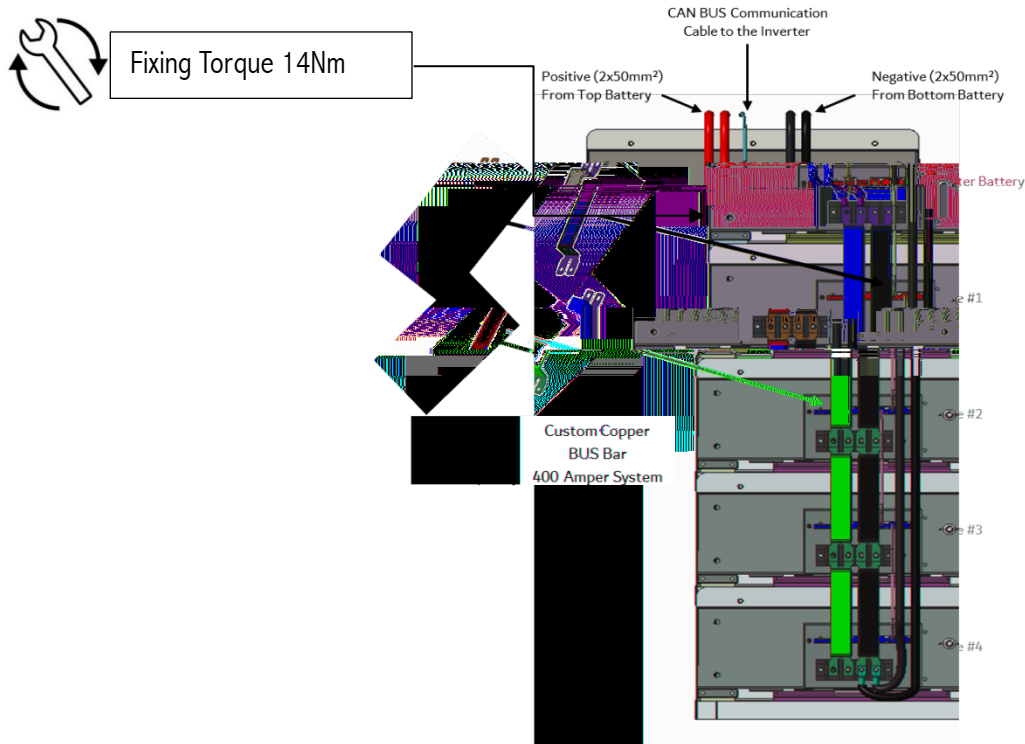 CAN BUS Communication
Cable to the Inverter
Fixing Torque 14Nm
Positive (2x50mm²)
From Top Battery
Negative (2x50mm²)
From Bottom Battery
Battery
#1
#2
Custom Copper
BUS Bar
400 Amper System
#3
#4